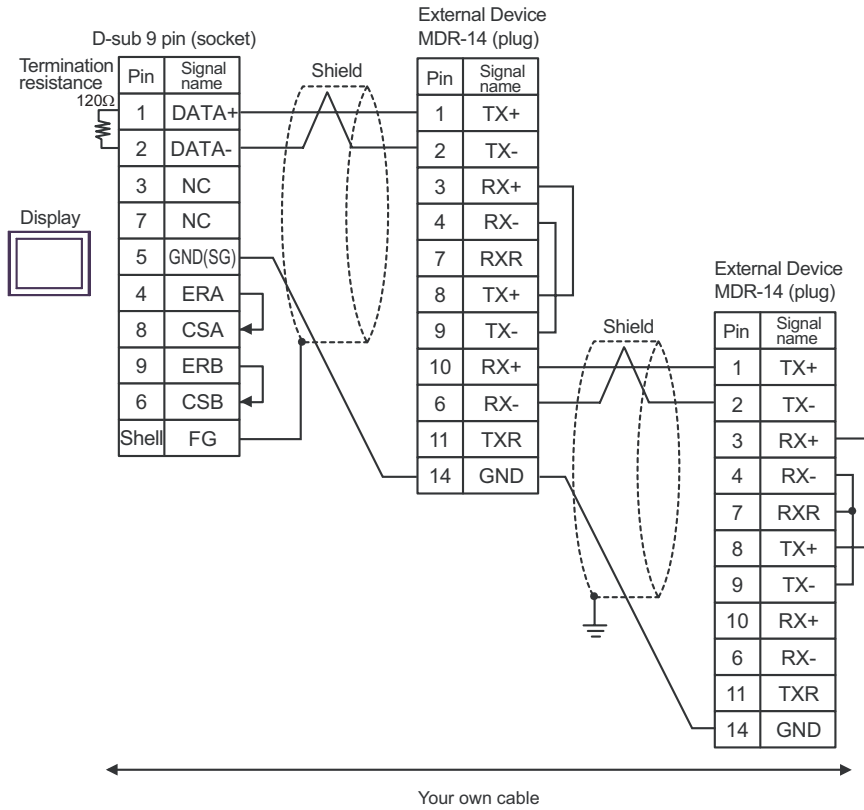 External Device
D-sub 9 pin (socket)
MDR-14 (plug)
Termination
resistance
120Ω
Pin Signal name
1 DATA+
2 DATA-
3 NC
7 NC
5 GND(SG)
4 ERA
8 CSA
9 ERB
6 CSB
Shell FG
Display
Shield
Pin Signal name
1 TX+
2 TX-
3 RX+
4 RX-
7 RXR
8 TX+
9 TX-
10 RX+
6 RX-
11 TXR
14 GND
Shield
External Device
MDR-14 (plug)
Pin Signal name
1 TX+
2 TX-
3 RX+
4 RX-
7 RXR
8 TX+
9 TX-
10 RX+
6 RX-
11 TXR
14 GND
Your own cable